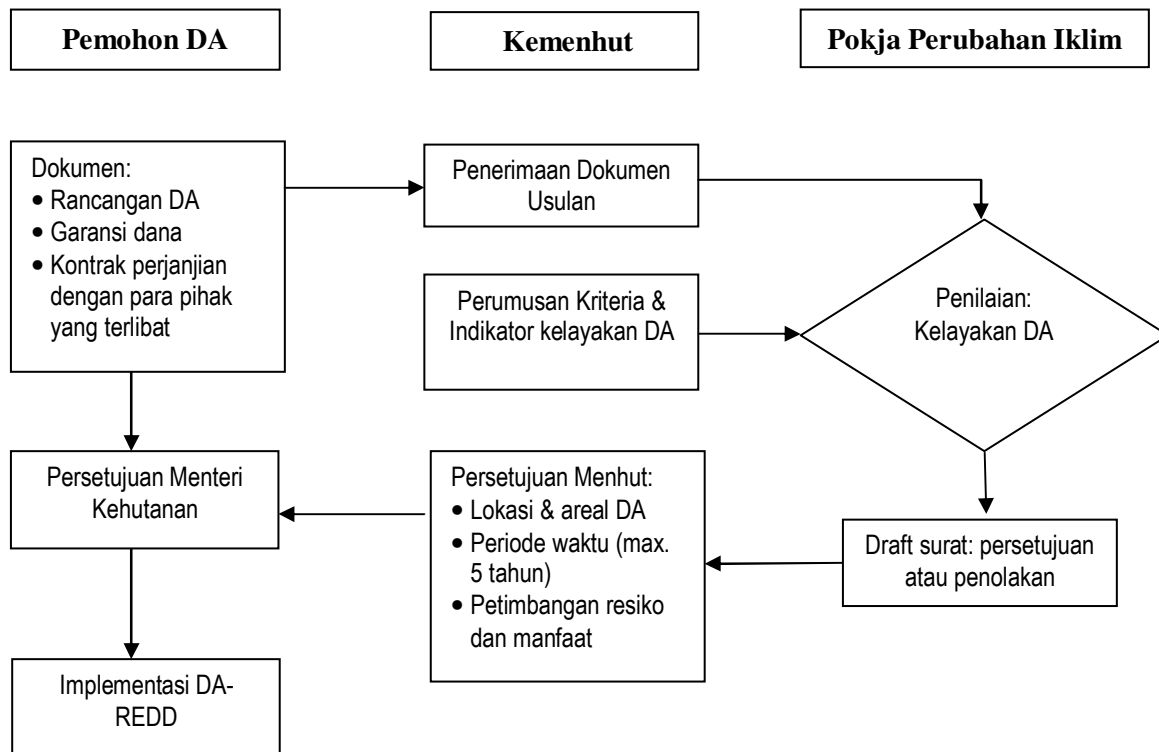 Pemohon DA
Kemenhut
Pokja Perubahan Iklim
Dokumen:
• Rancangan DA
• Garansi dana
• Kontrak perjanjian
dengan para pihak
yang terlibat
Penerimaan Dokumen
Usulan
Perumusan Kriteria &
Indikator kelayakan DA
Penilaian:
Kelayakan DA
Persetujuan Menteri
Kehutanan
Persetujuan Menhut:
• Lokasi & areal DA
• Periode waktu (max.
5 tahun)
• Petimbangan resiko
dan manfaat
Draft surat: persetujuan
atau penolakan
Implementasi DA-
REDD